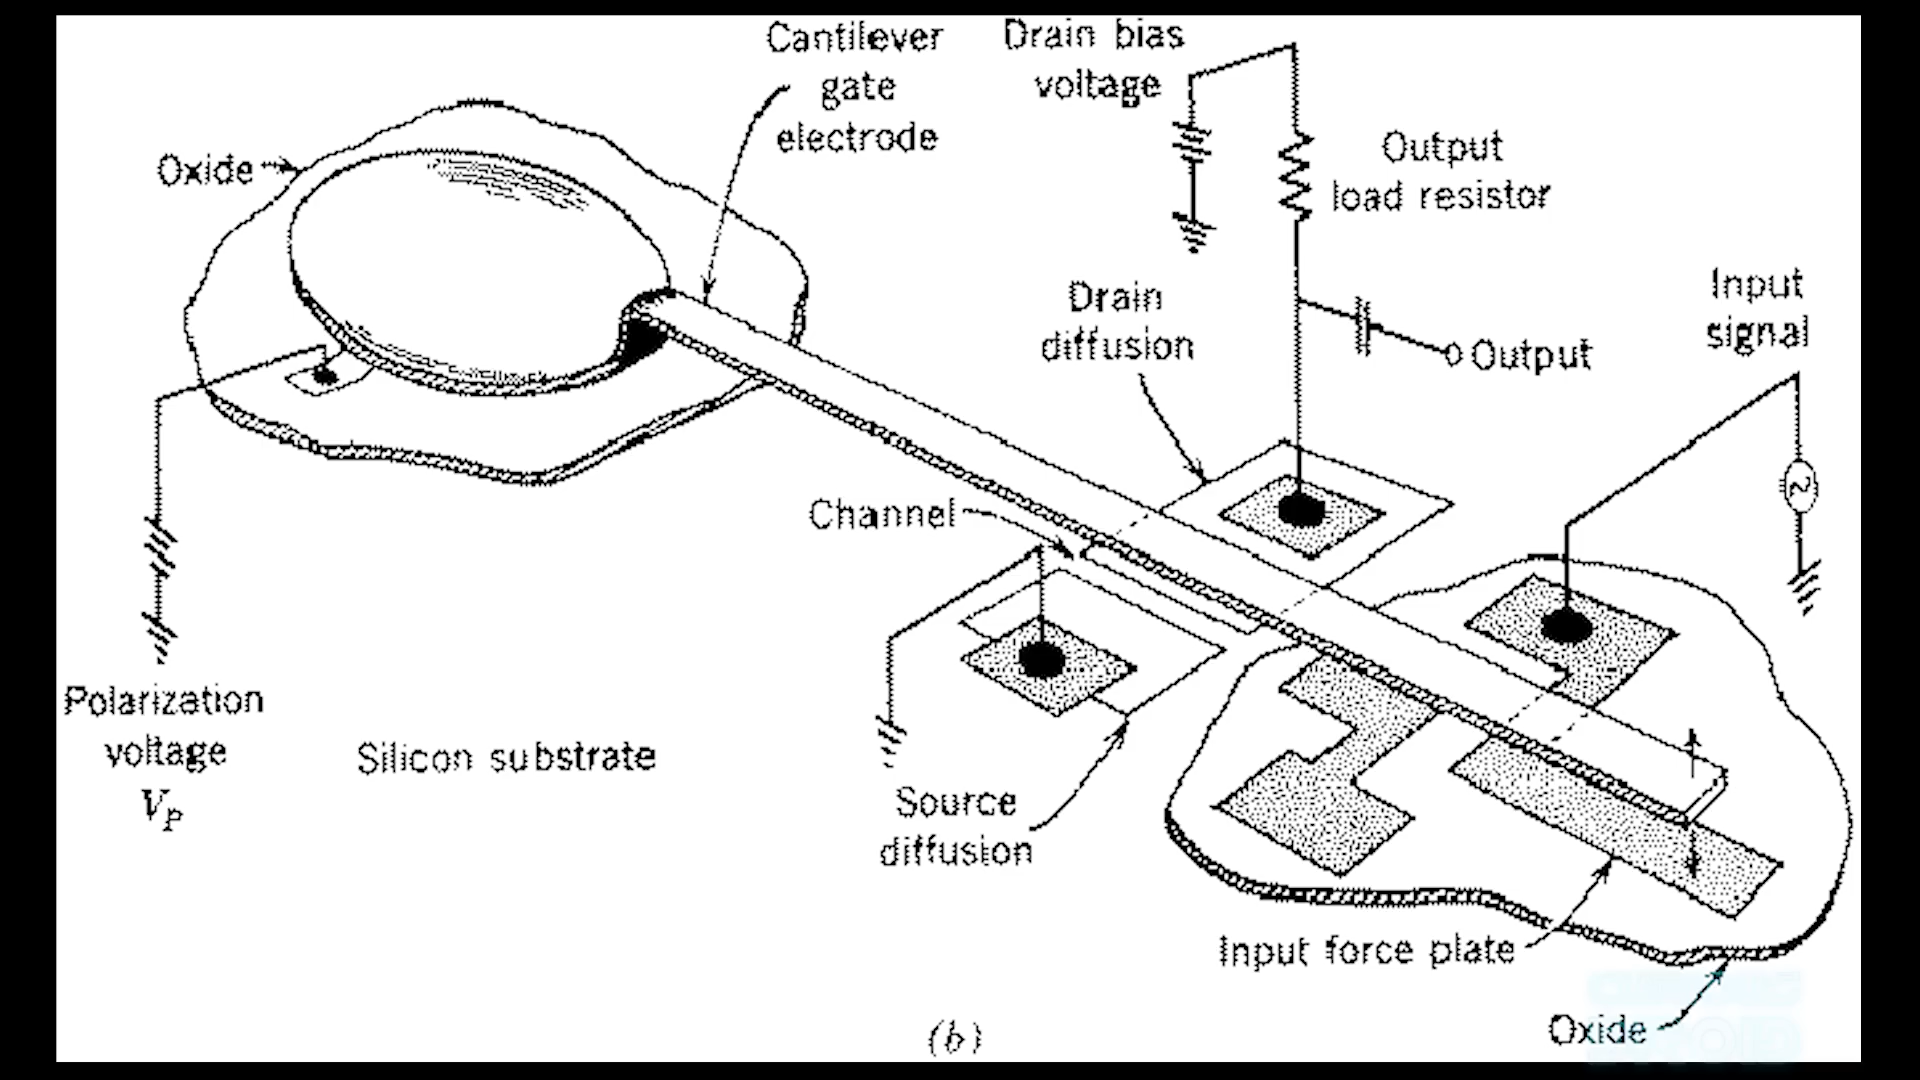 Cantilever
gate
electrode
Drain bias
voltage
Oxide
Output
load resistor
Drain
diffusion
Input
signal
Output
Channel
Polarization
voltage
V_P
Silicon substrate
Source
diffusion
Input force plate
Oxide
(b)